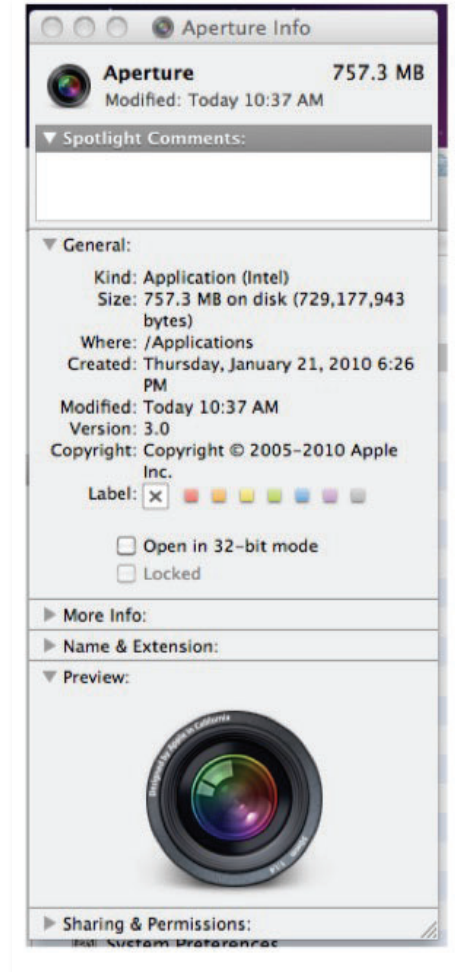 Aperture Info
Aperture 757.3 MB
Modified: Today 10:37 AM
▼ Spotlight Comments:
▼ General:
Kind: Application (Intel)
Size: 757.3 MB on disk (729,177,943
bytes)
Where: /Applications
Created: Thursday, January 21, 2010 6:26
PM
Modified: Today 10:37 AM
Version: 3.0
Copyright: Copyright © 2005-2010 Apple
Inc.
Label:
Open in 32-bit mode
Locked
▶ More Info:
▶ Name & Extension:
▼ Preview:
Designed by Apple in California
▶ Sharing & Permissions:
System Preferences